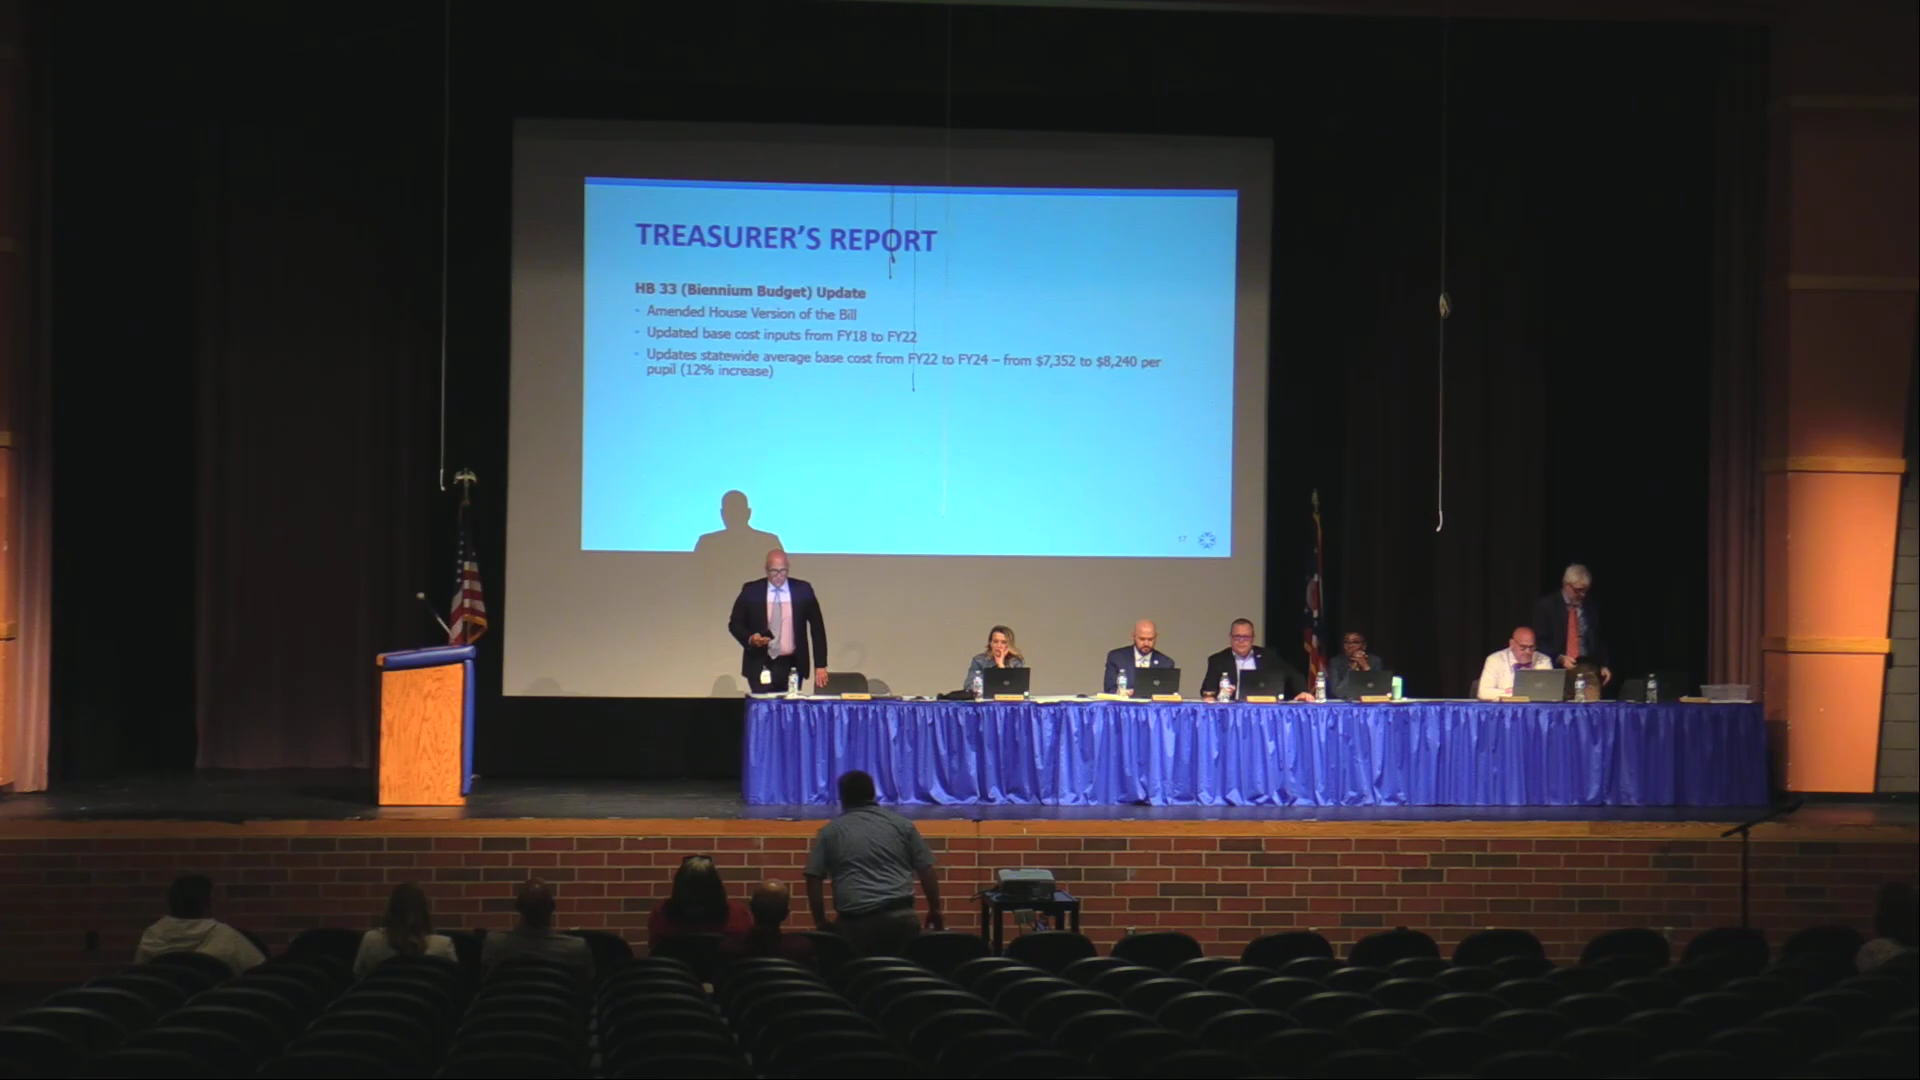 TREASURER'S REPORT
HB 33 (Biennium Budget) Update
- Amended House Version of the Bill
- Updated base cost inputs from FY18 to FY22
- Updates statewide average base cost from FY22 to FY24 – from $7,352 to $8,240 per
pupil (12% increase)
17